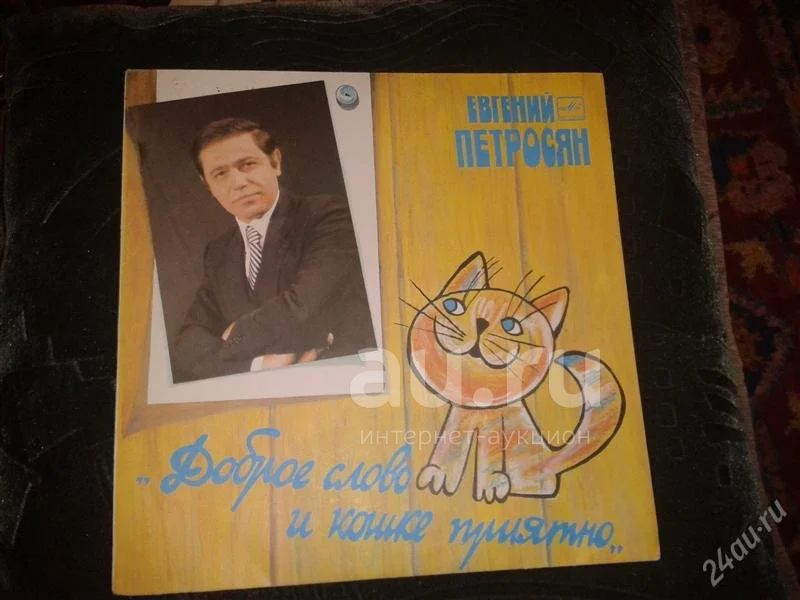 ЕВГЕНИЙ
ПЕТРОСЯН
„Доброе слово
и кошке приятно„
au.ru
интернет-аукцион
24au.ru